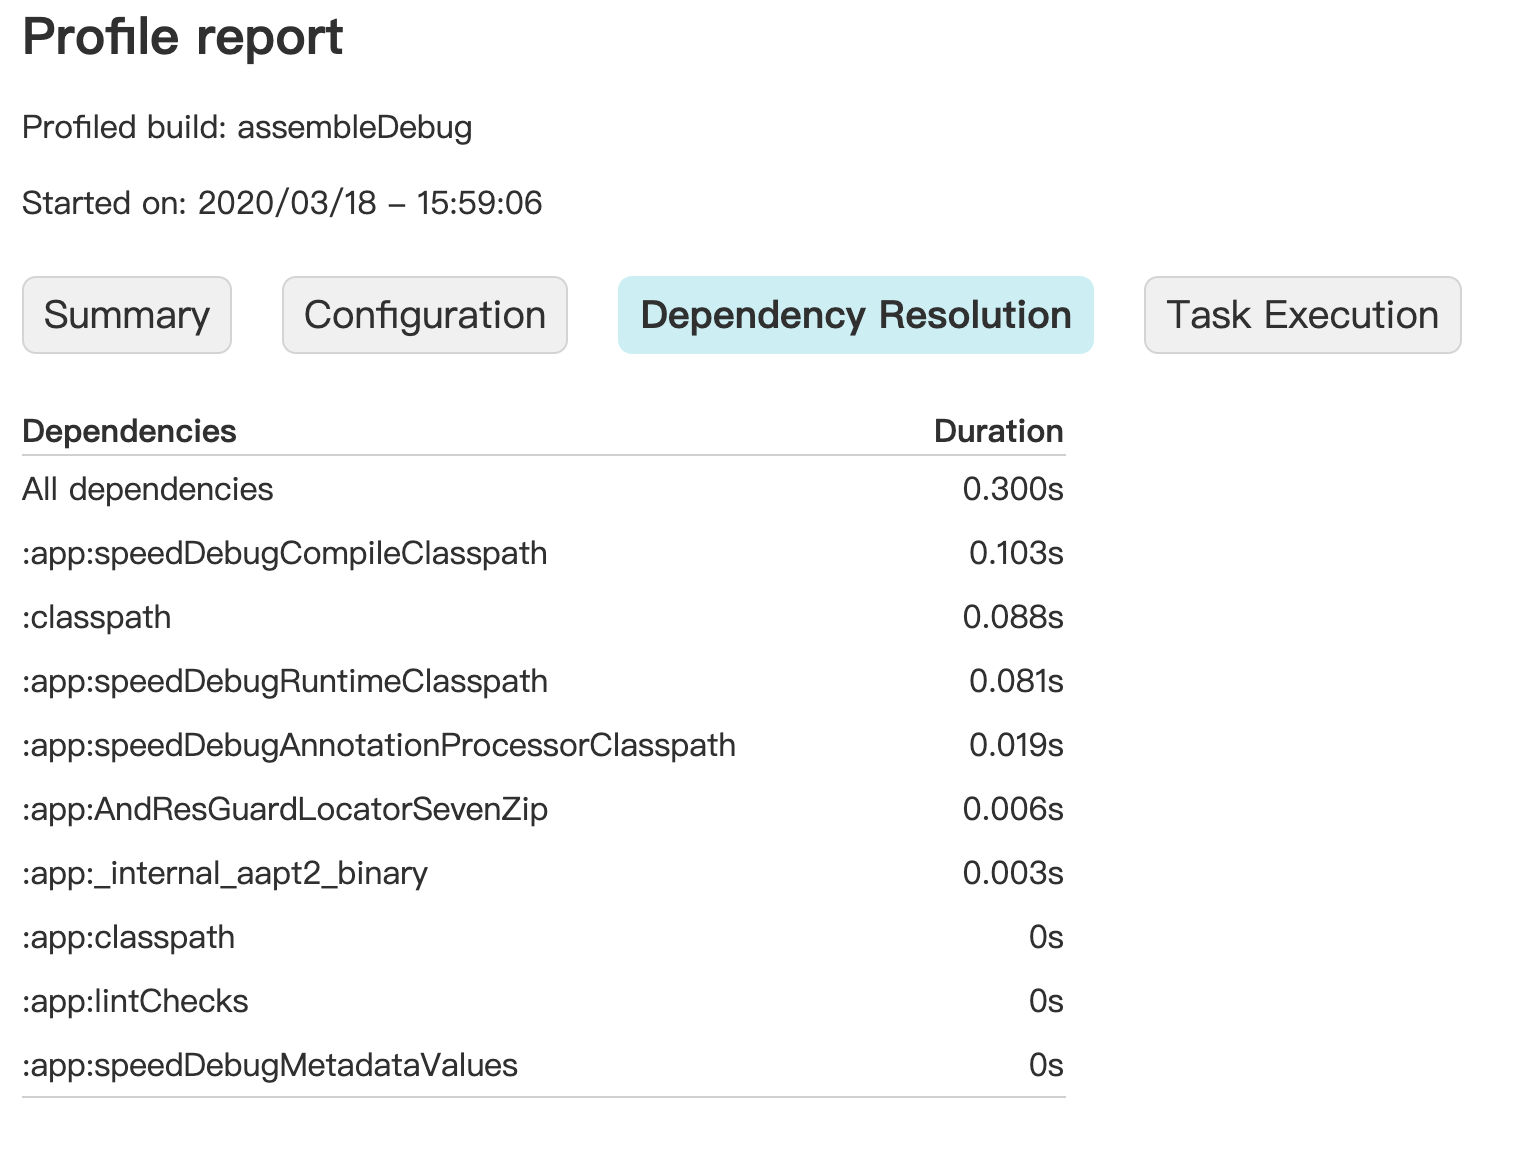 Profile report
Profiled build: assembleDebug
Started on: 2020/03/18 – 15:59:06
Summary Configuration Dependency Resolution Task Execution
Dependencies Duration
All dependencies 0.300s
:app:speedDebugCompileClasspath 0.103s
:classpath 0.088s
:app:speedDebugRuntimeClasspath 0.081s
:app:speedDebugAnnotationProcessorClasspath 0.019s
:app:AndResGuardLocatorSevenZip 0.006s
:app:_internal_aapt2_binary 0.003s
:app:classpath 0s
:app:lintChecks 0s
:app:speedDebugMetadataValues 0s